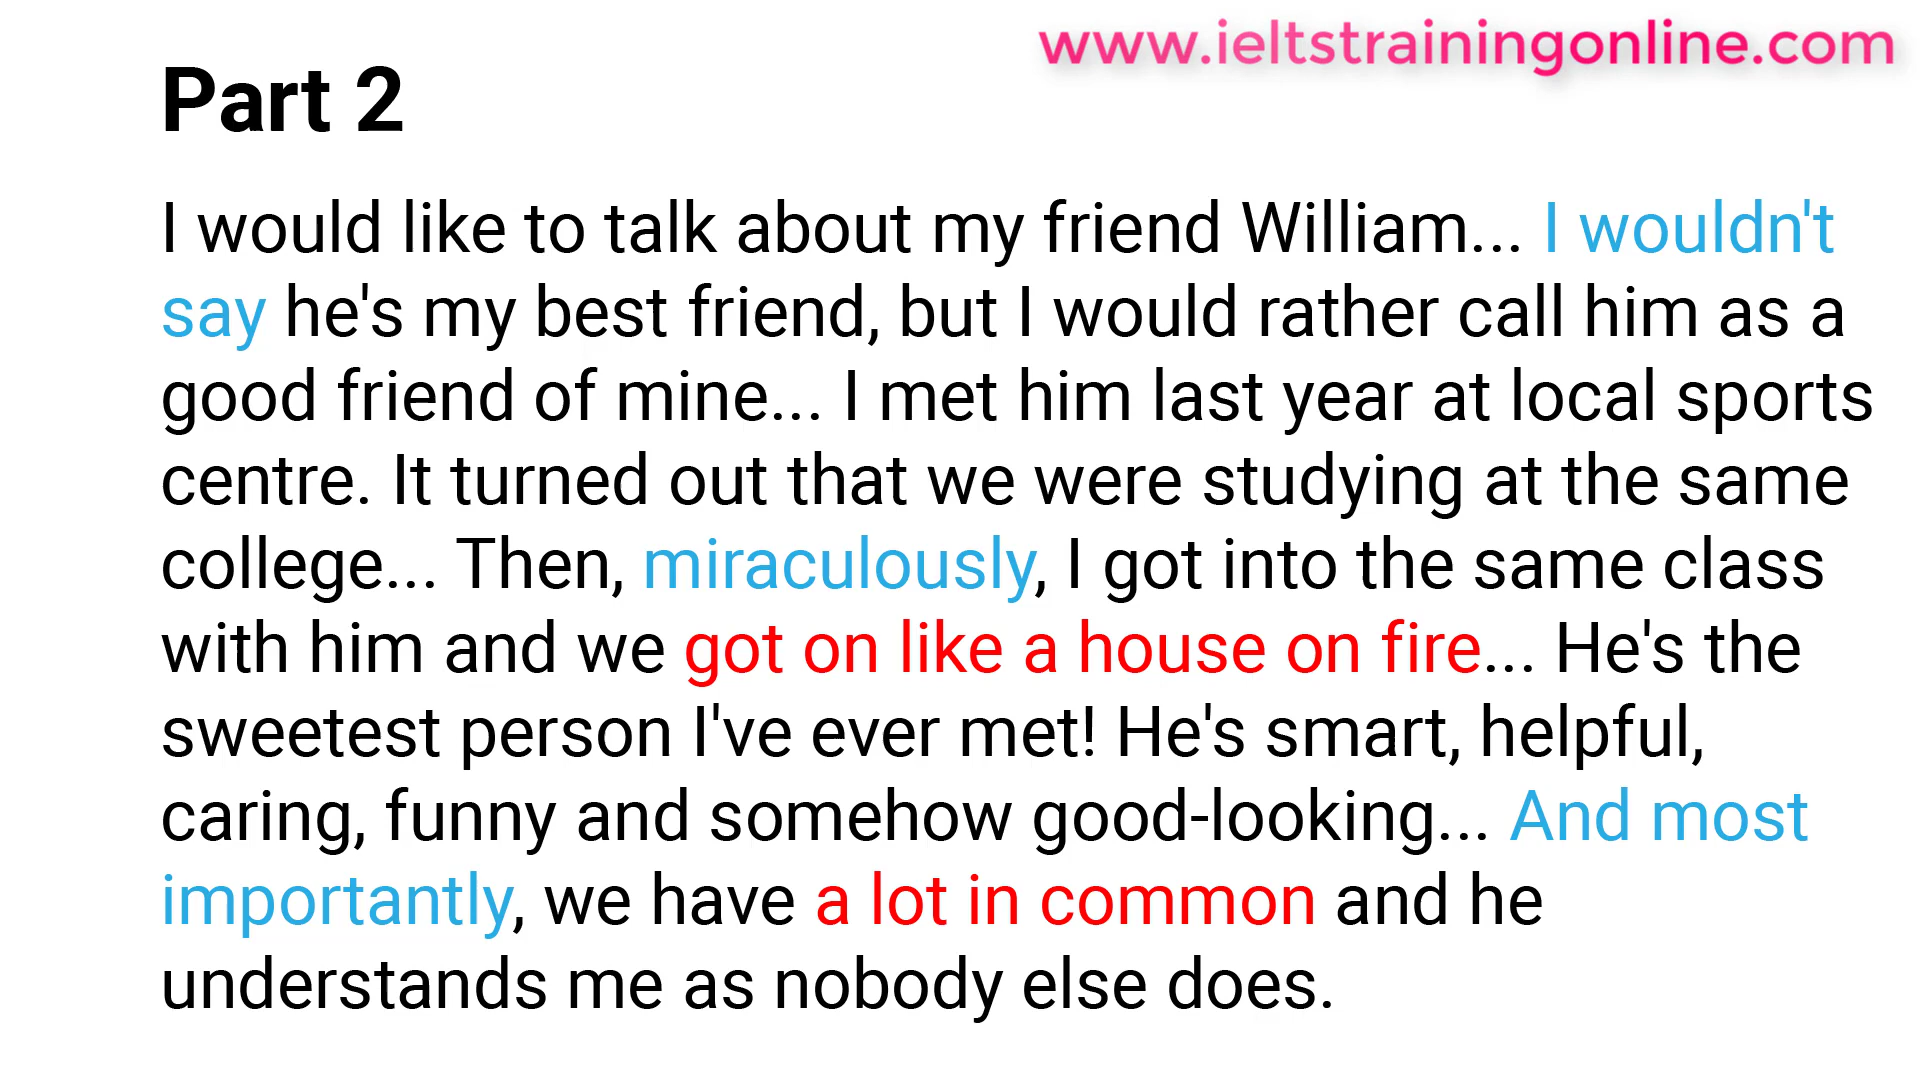 www.ieltstrainingonline.com
Part 2
I would like to talk about my friend William... I wouldn't
say he's my best friend, but I would rather call him as a
good friend of mine... I met him last year at local sports
centre. It turned out that we were studying at the same
college... Then, miraculously, I got into the same class
with him and we got on like a house on fire... He's the
sweetest person I've ever met! He's smart, helpful,
caring, funny and somehow good-looking... And most
importantly, we have a lot in common and he
understands me as nobody else does.